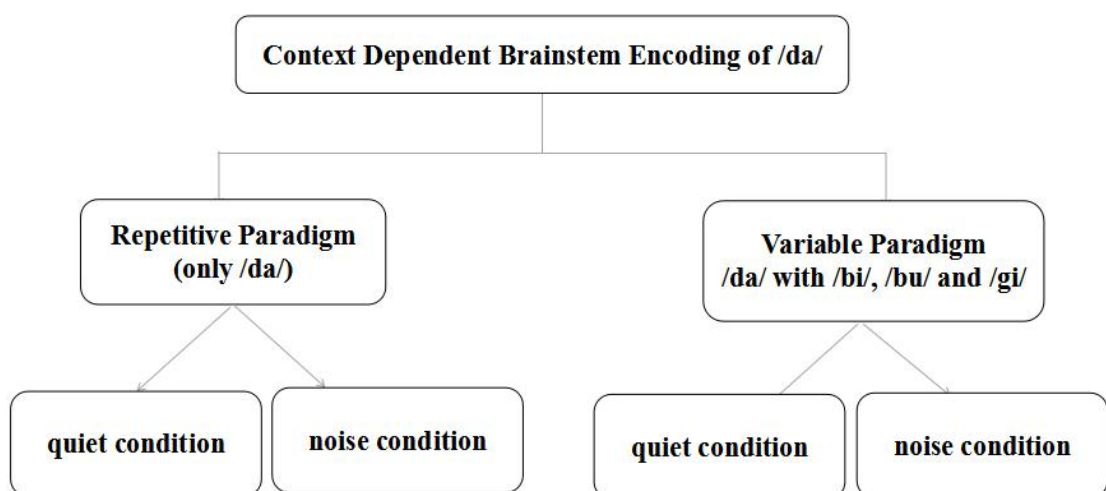 Context Dependent Brainstem Encoding of /da/
Repetitive Paradigm
(only /da/)
Variable Paradigm
/da/ with /bi/, /bu/ and /gi/
quiet condition
noise condition
quiet condition
noise condition